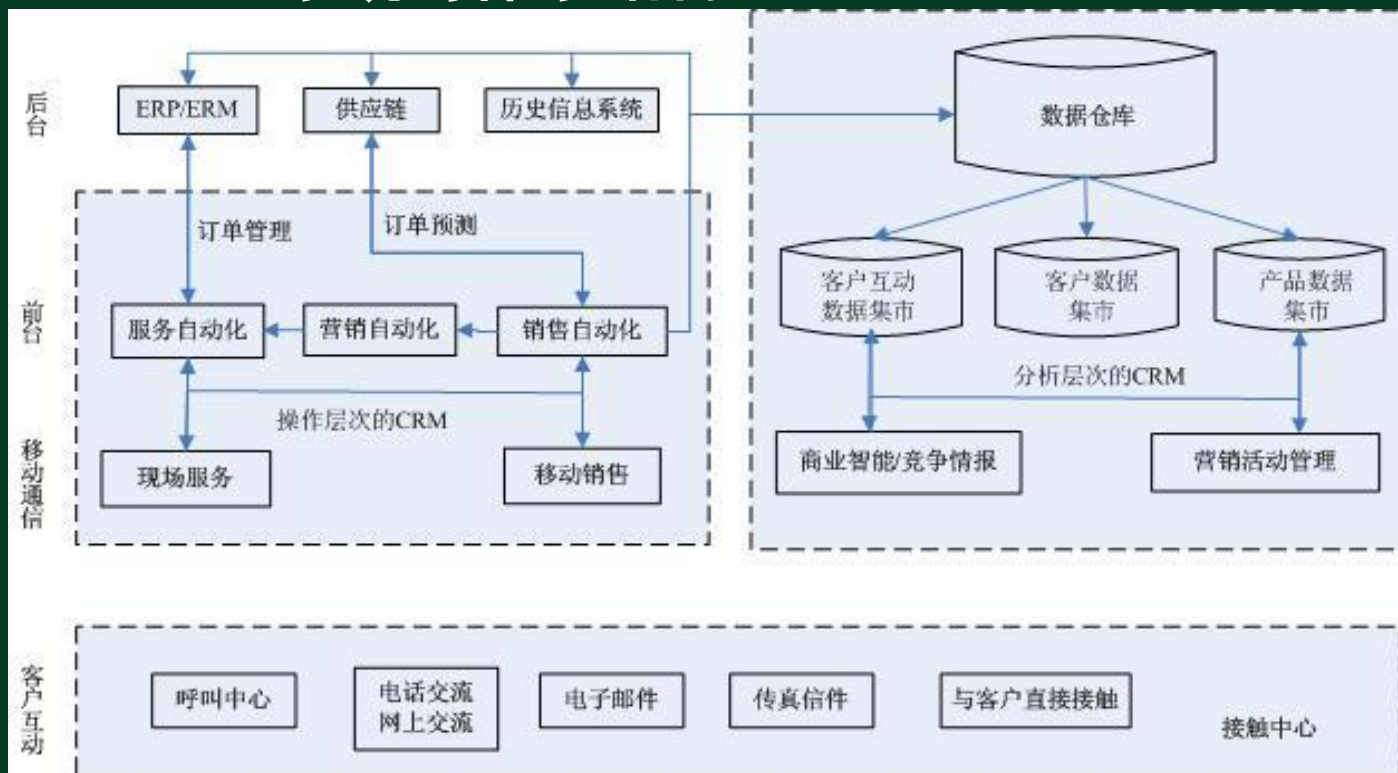 后台
ERP/ERM
供应链
历史信息系统
数据仓库
订单管理
订单预测
前台
服务自动化
营销自动化
销售自动化
客户互动
数据集市
客户数据
集市
产品数据
集市
操作层次的CRM
分析层次的CRM
移动通信
现场服务
移动销售
商业智能/竞争情报
营销活动管理
客户互动
呼叫中心
电话交流
网上交流
电子邮件
传真信件
与客户直接接触
接触中心